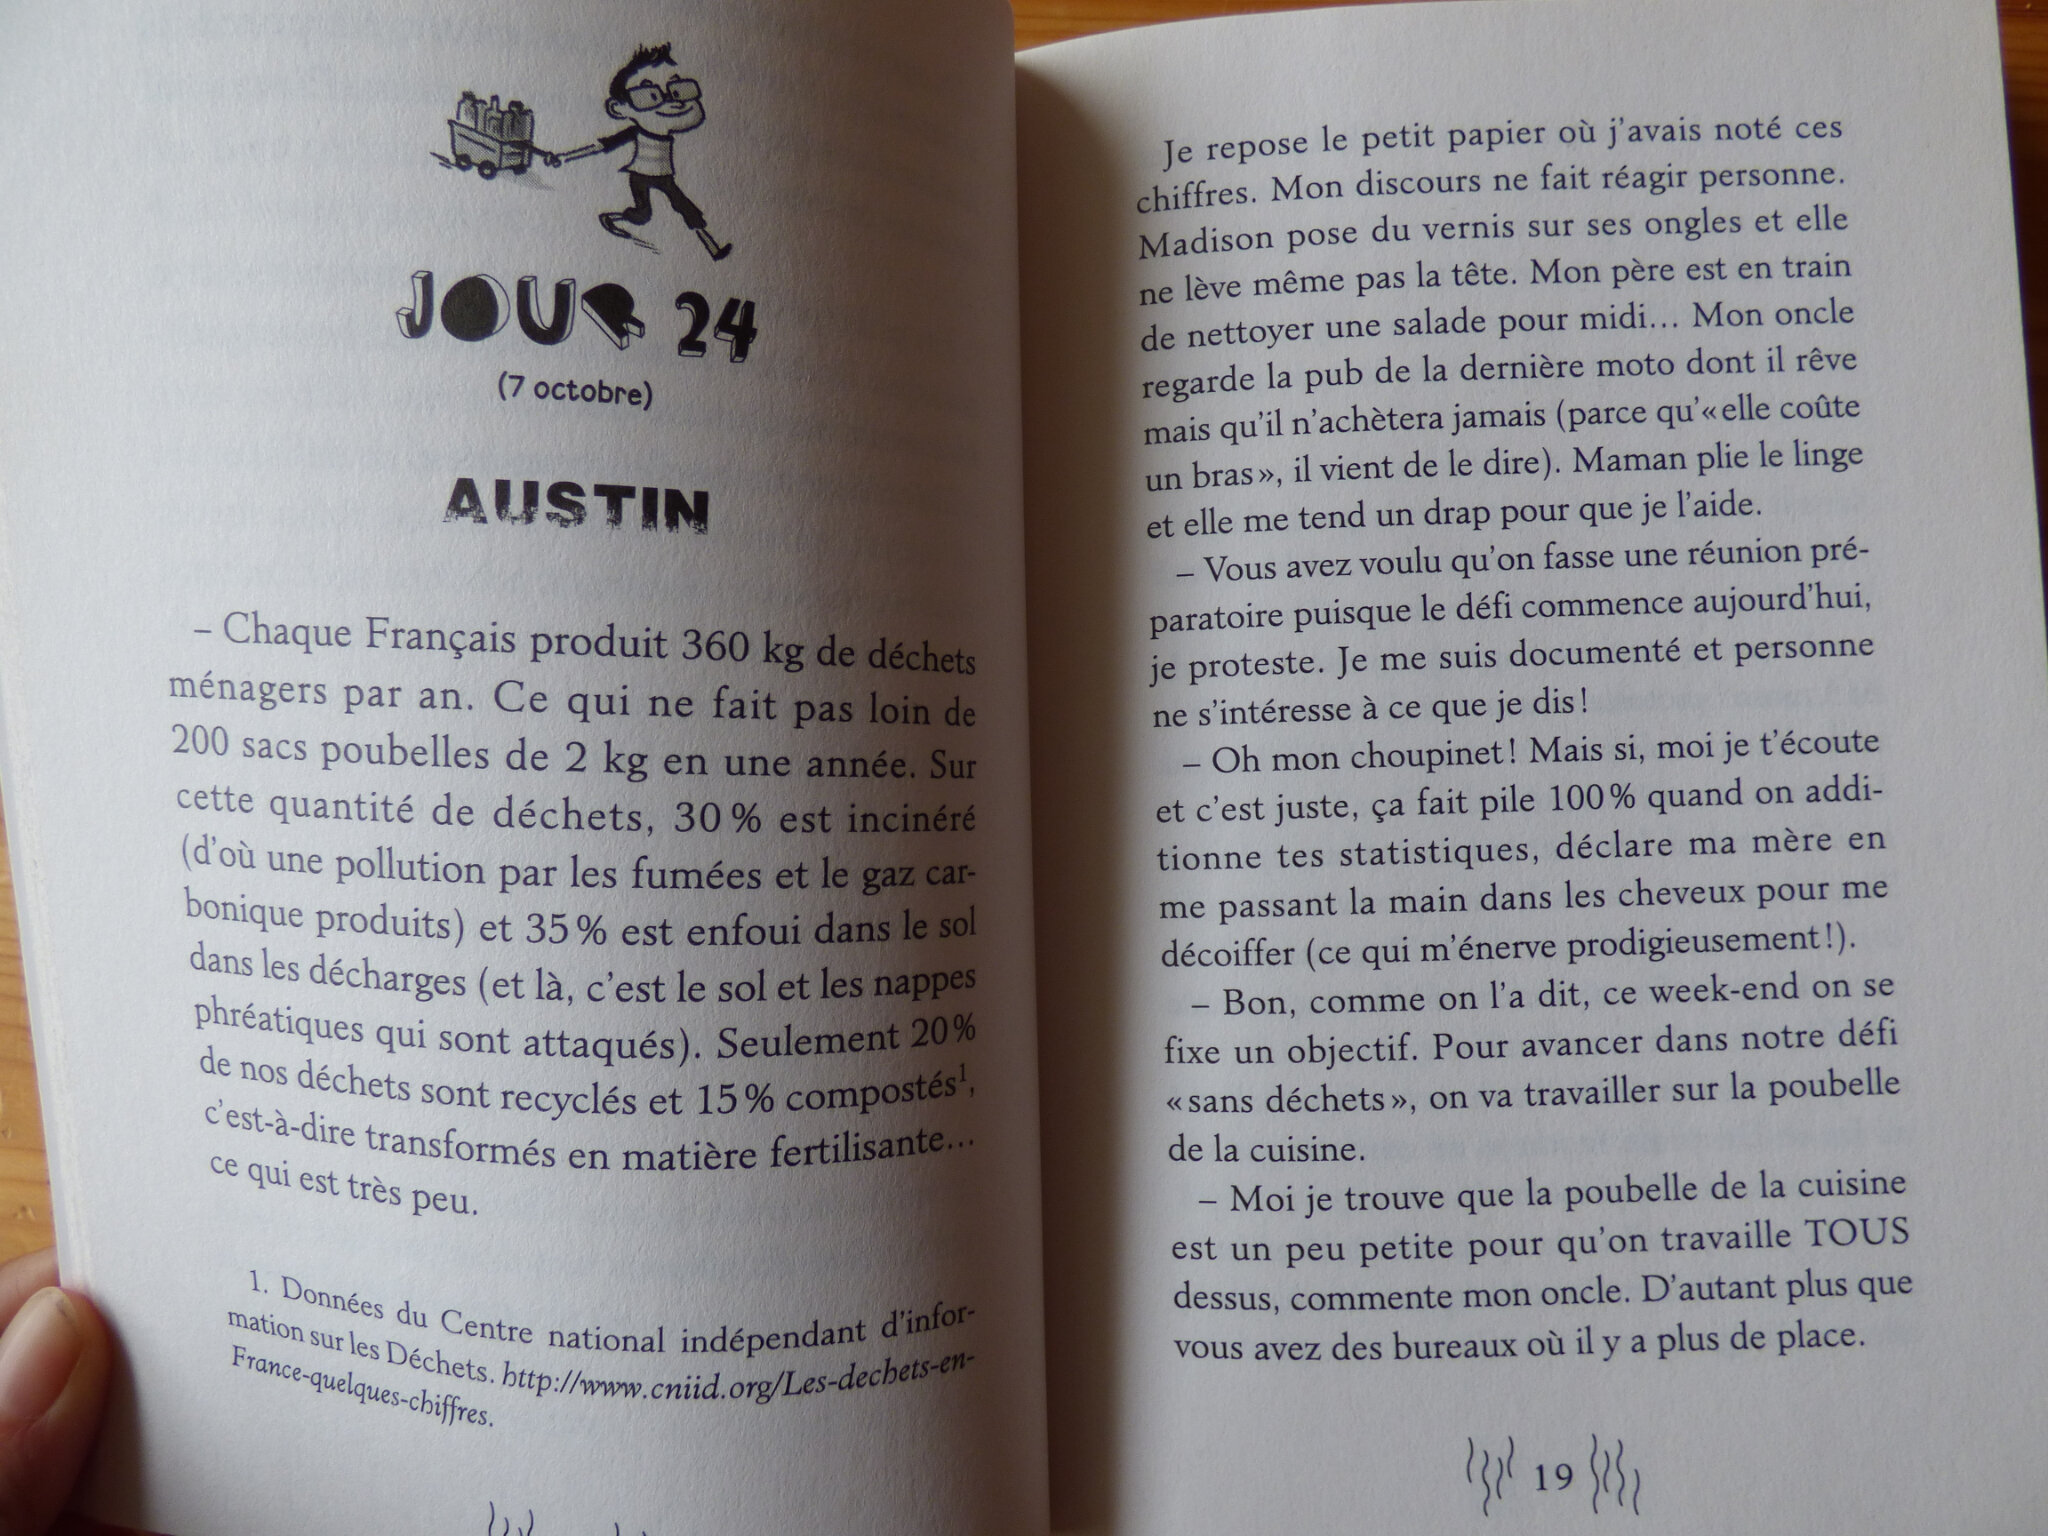 JOUR 24
(7 octobre)
AUSTIN
– Chaque Français produit 360 kg de déchets
ménagers par an. Ce qui ne fait pas loin de
200 sacs poubelles de 2 kg en une année. Sur
cette quantité de déchets, 30 % est incinéré
(d'où une pollution par les fumées et le gaz car-
bonique produits) et 35 % est enfoui dans le sol
dans les décharges (et là, c'est le sol et les nappes
phréatiques qui sont attaqués). Seulement 20 %
de nos déchets sont recyclés et 15 % compostés¹,
c'est-à-dire transformés en matière fertilisante…
ce qui est très peu.
1. Données du Centre national indépendant d'infor-
mation sur les Déchets. http://www.cniid.org/Les-dechets-en-
France-quelques-chiffres.
Je repose le petit papier où j'avais noté ces
chiffres. Mon discours ne fait réagir personne.
Madison pose du vernis sur ses ongles et elle
ne lève même pas la tête. Mon père est en train
de nettoyer une salade pour midi… Mon oncle
regarde la pub de la dernière moto dont il rêve
mais qu'il n'achètera jamais (parce qu'« elle coûte
un bras », il vient de le dire). Maman plie le linge
et elle me tend un drap pour que je l'aide.
– Vous avez voulu qu'on fasse une réunion pré-
paratoire puisque le défi commence aujourd'hui,
je proteste. Je me suis documenté et personne
ne s'intéresse à ce que je dis !
– Oh mon choupinet ! Mais si, moi je t'écoute
et c'est juste, ça fait pile 100 % quand on addi-
tionne tes statistiques, déclare ma mère en
me passant la main dans les cheveux pour me
décoiffer (ce qui m'énerve prodigieusement !).
– Bon, comme on l'a dit, ce week-end on se
fixe un objectif. Pour avancer dans notre défi
« sans déchets », on va travailler sur la poubelle
de la cuisine.
– Moi je trouve que la poubelle de la cuisine
est un peu petite pour qu'on travaille TOUS
dessus, commente mon oncle. D'autant plus que
vous avez des bureaux où il y a plus de place.
19